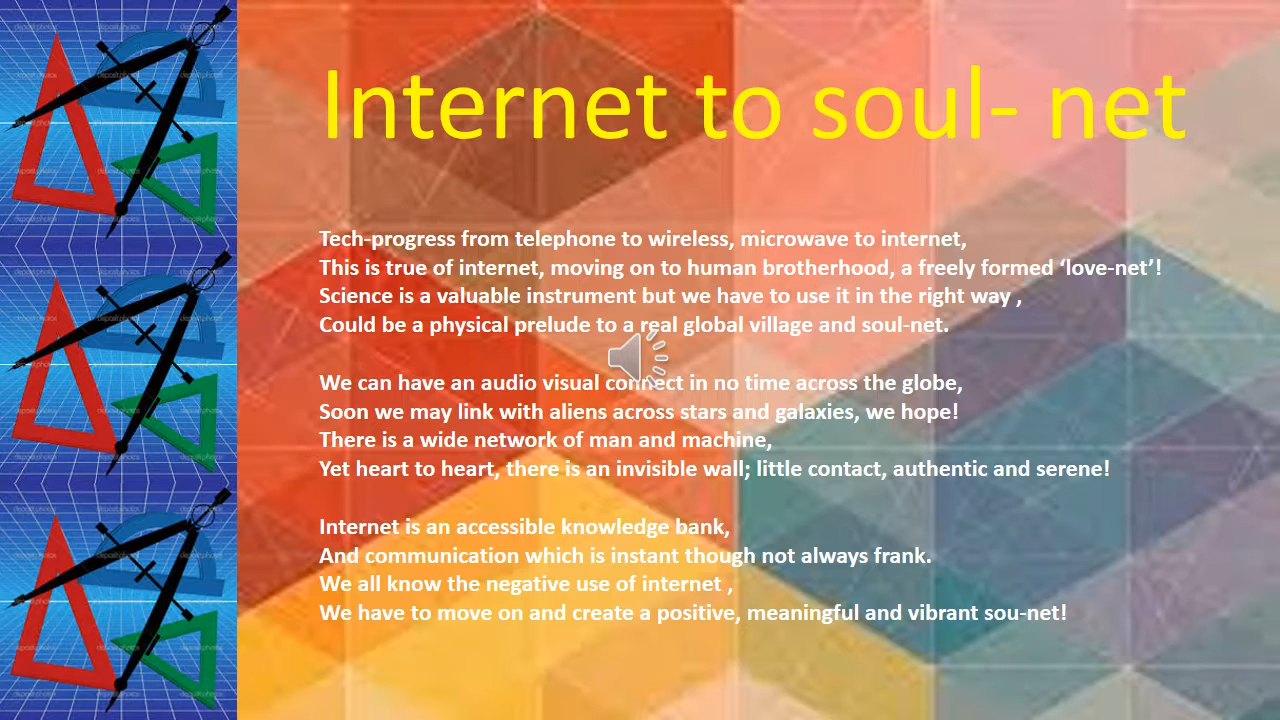 Internet to soul- net
Tech-progress from telephone to wireless, microwave to internet,
This is true of internet, moving on to human brotherhood, a freely formed ‘love-net’!
Science is a valuable instrument but we have to use it in the right way ,
Could be a physical prelude to a real global village and soul-net.
We can have an audio visual connect in no time across the globe,
Soon we may link with aliens across stars and galaxies, we hope!
There is a wide network of man and machine,
Yet heart to heart, there is an invisible wall; little contact, authentic and serene!
Internet is an accessible knowledge bank,
And communication which is instant though not always frank.
We all know the negative use of internet ,
We have to move on and create a positive, meaningful and vibrant sou-net!